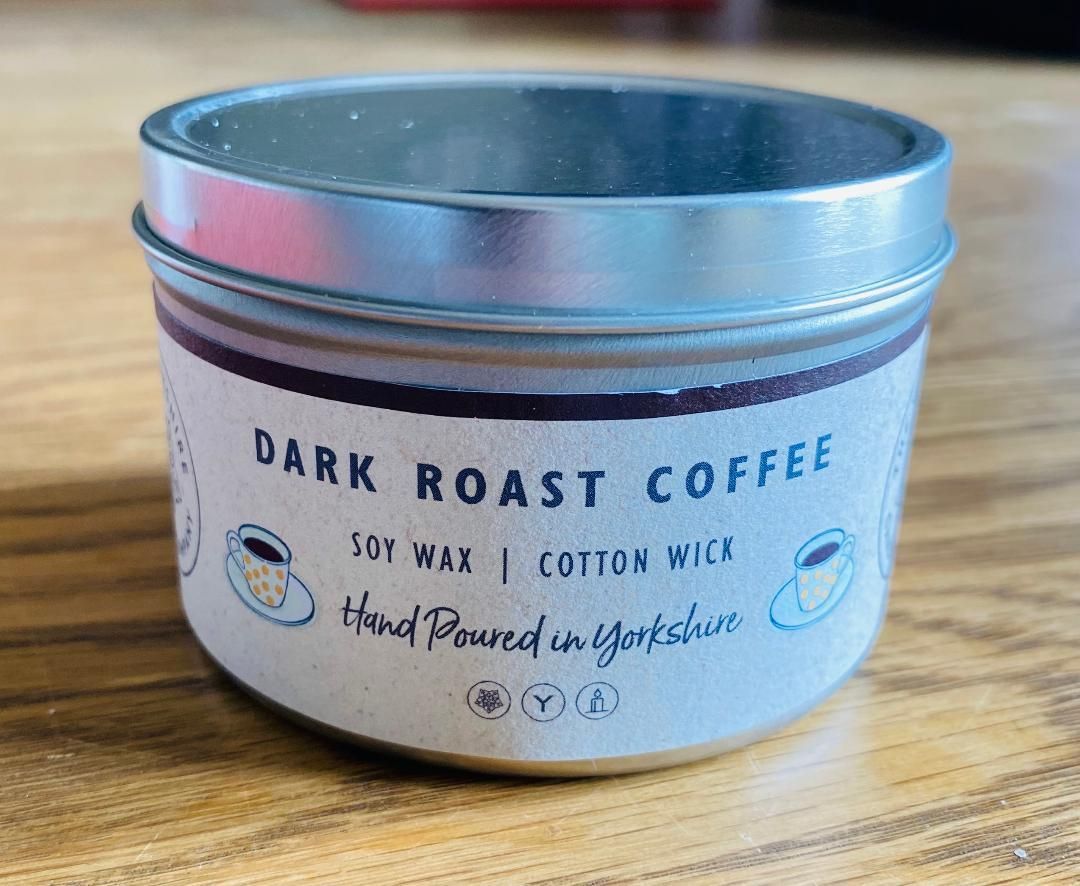 DARK ROAST COFFEE
SOY WAX | COTTON WICK
Hand Poured in Yorkshire
Y